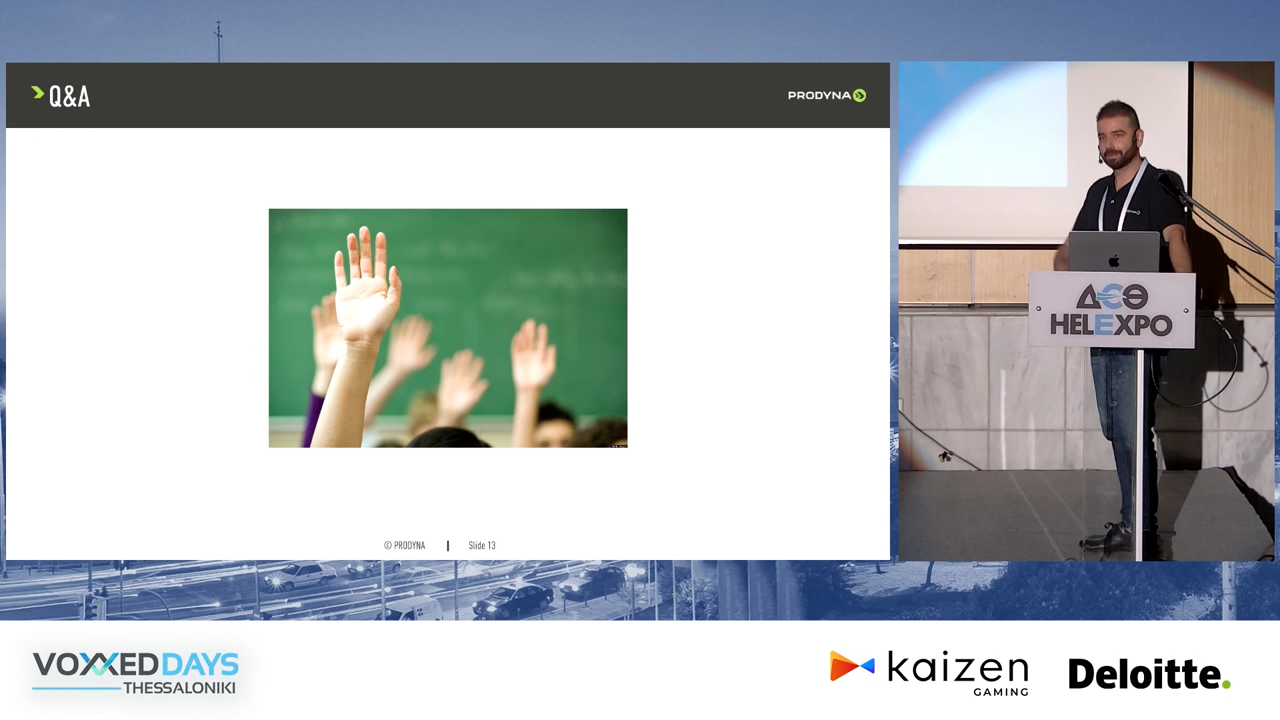 Q&A
PRODYNA
© PRODYNA | Slide 13
ΔΕΘ
HELEXPO
VOXXED DAYS
THESSALONIKI
kaizen
GAMING
Deloitte.